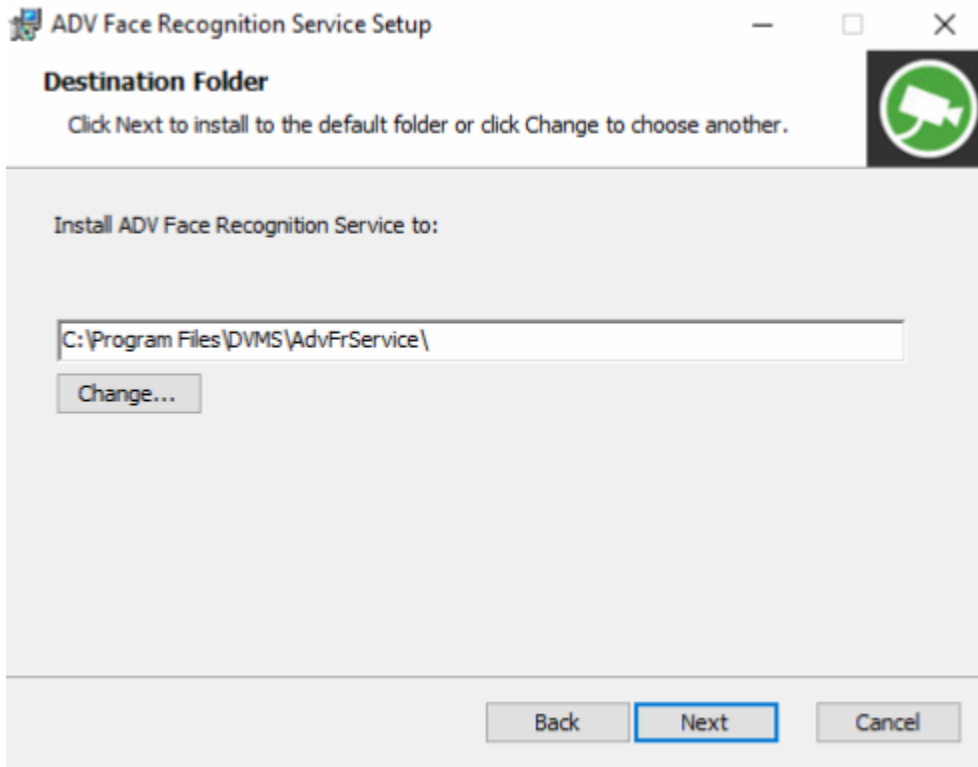 ADV Face Recognition Service Setup
Destination Folder
Click Next to install to the default folder or click Change to choose another.
Install ADV Face Recognition Service to:
C:\Program Files\DVMS\AdvFrService\
Change...
Back
Next
Cancel